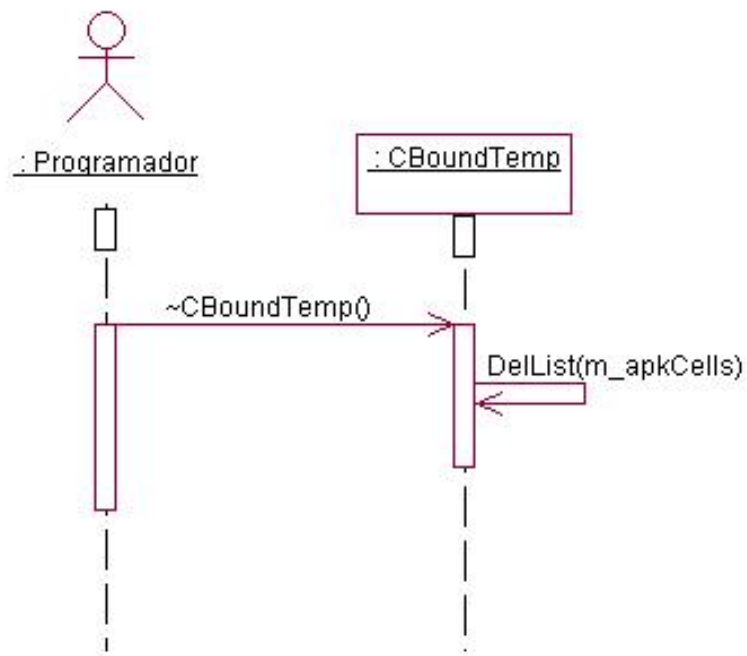 : Programador
: CBoundTemp
~CBoundTemp()
DelList(m_apkCells)